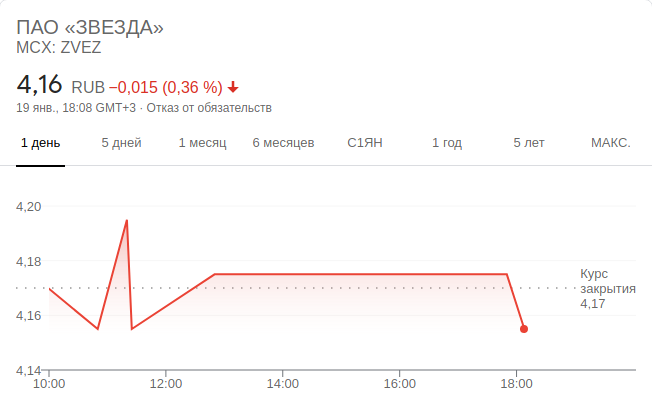 ПАО «ЗВЕЗДА»
MCX: ZVEZ
4,16 RUB −0,015 (0,36 %)
19 янв., 18:08 GMT+3 · Отказ от обязательств
1 день 5 дней 1 месяц 6 месяцев С1ЯН 1 год 5 лет МАКС.
4,20
4,18
Курс
закрытия
4,17
4,16
4,14
10:00 12:00 14:00 16:00 18:00